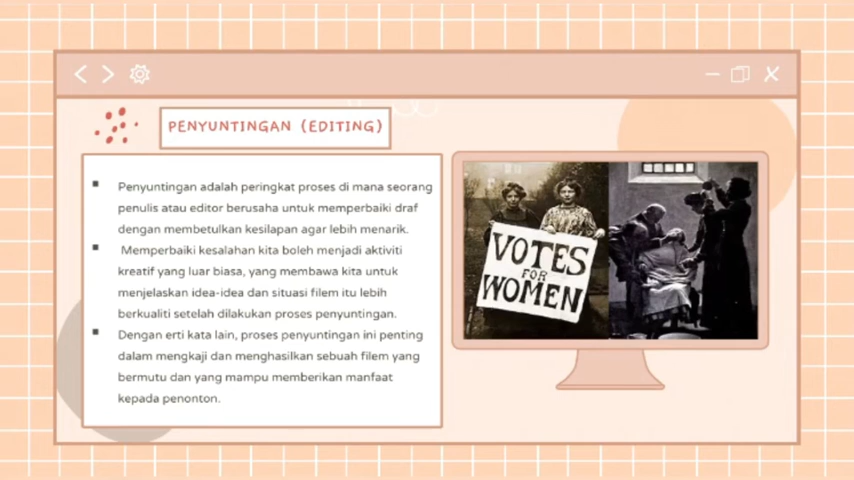 PENYUNTINGAN (EDITING)
Penyuntingan adalah peringkat proses di mana seorang
penulis atau editor berusaha untuk memperbaiki draf
dengan membetulkan kesilapan agar lebih menarik.
Memperbaiki kesalahan kita boleh menjadi aktiviti
kreatif yang luar biasa, yang membawa kita untuk
menjelaskan idea-idea dan situasi filem itu lebih
berkualiti setelah dilakukan proses penyuntingan.
Dengan erti kata lain, proses penyuntingan ini penting
dalam mengkaji dan menghasilkan sebuah filem yang
bermutu dan yang mampu memberikan manfaat
kepada penonton.
VOTES
FOR
WOMEN